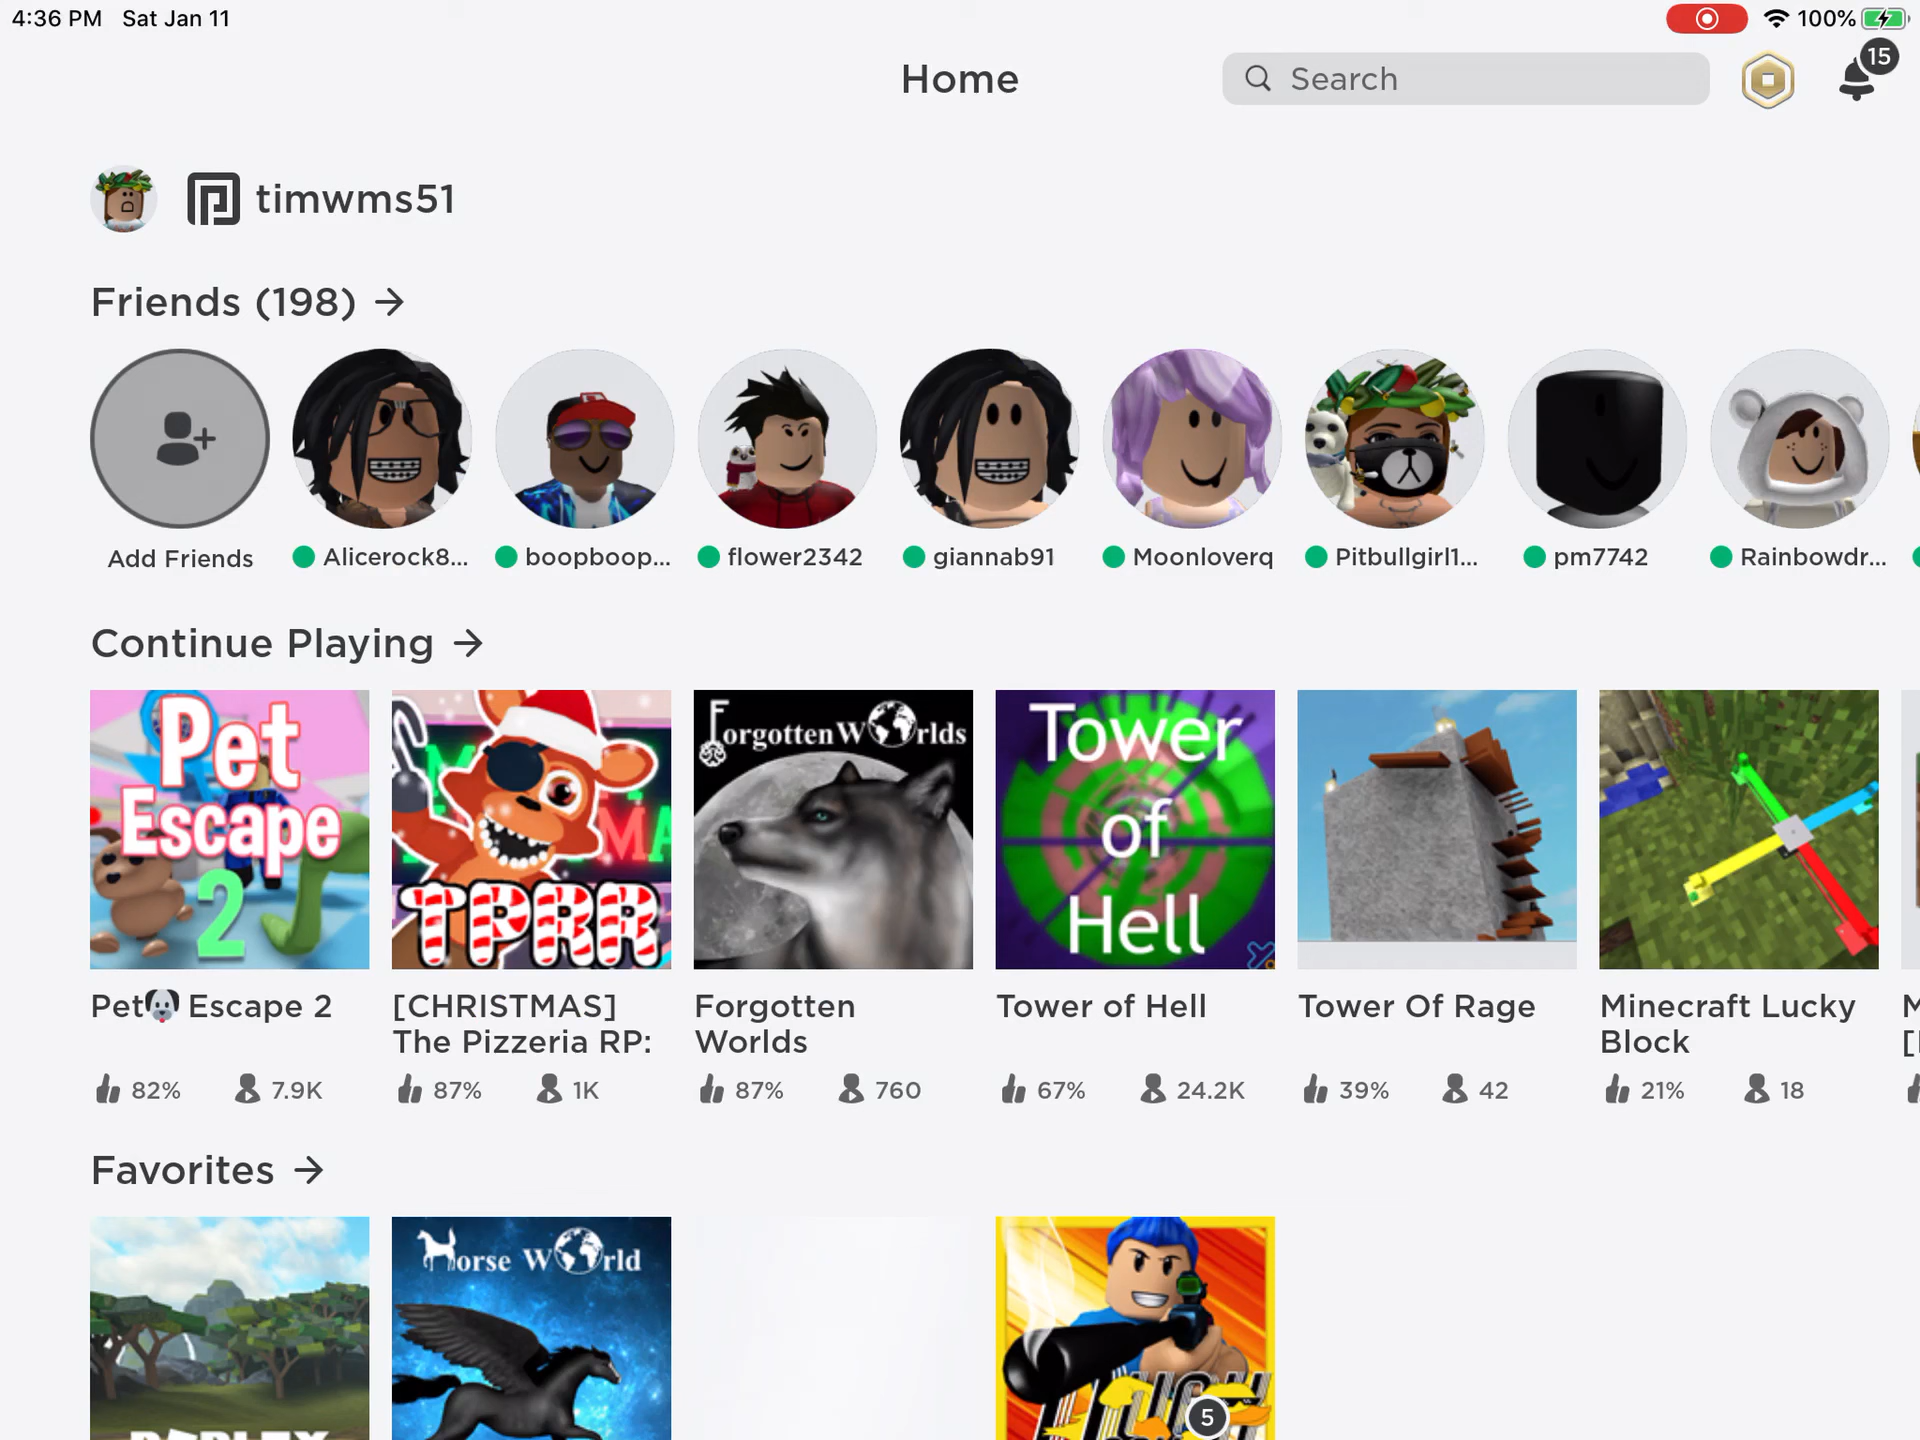 4:36 PM Sat Jan 11
100%
Home
Search
15
timwms51
Friends (198)
Add Friends
Alicerock8...
boopboop...
flower2342
giannab91
Moonloverq
Pitbullgirl1...
pm7742
Rainbowdr...
Continue Playing
Pet
Escape
2
TPRR
Forgotten Worlds
Tower
of
Hell
Pet🐶 Escape 2
[CHRISTMAS]
The Pizzeria RP:
Forgotten
Worlds
Tower of Hell
Tower Of Rage
Minecraft Lucky
Block
82% 7.9K
87% 1K
87% 760
67% 24.2K
39% 42
21% 18
Favorites
Horse World
5